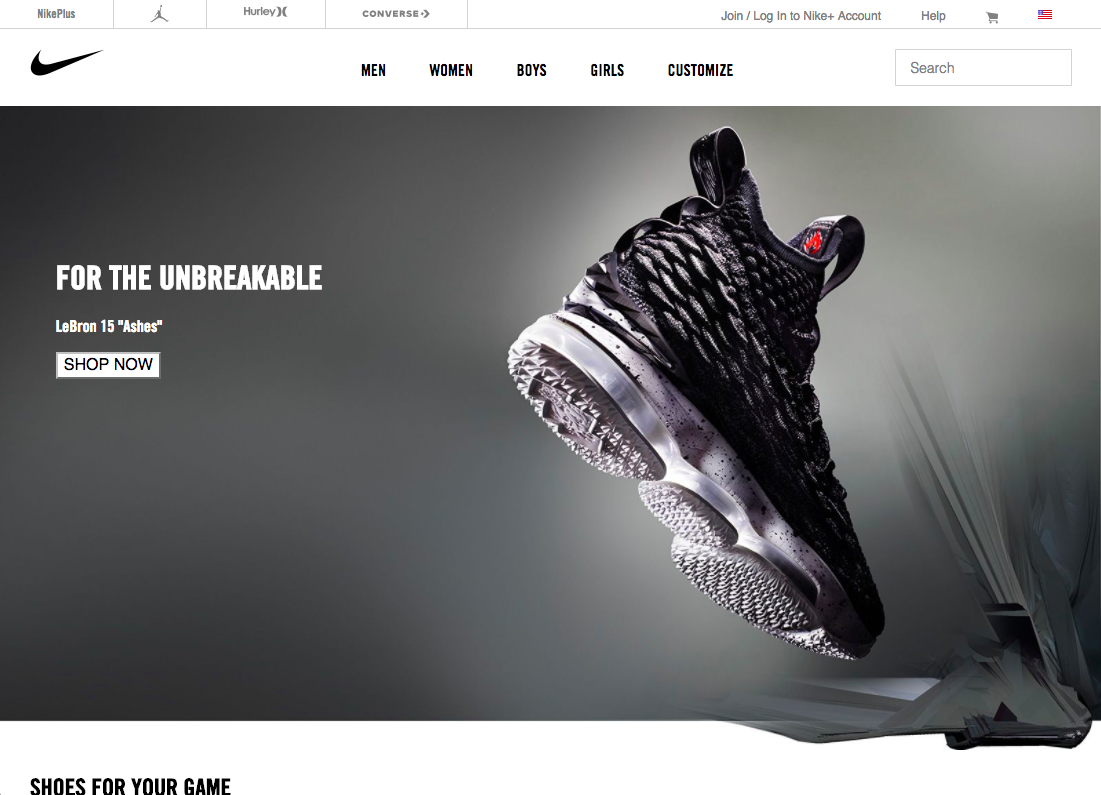 NikePlus
Hurley
CONVERSE
Join / Log In to Nike+ Account
Help
MEN
WOMEN
BOYS
GIRLS
CUSTOMIZE
Search
FOR THE UNBREAKABLE
LeBron 15 "Ashes"
SHOP NOW
SHOES FOR YOUR GAME